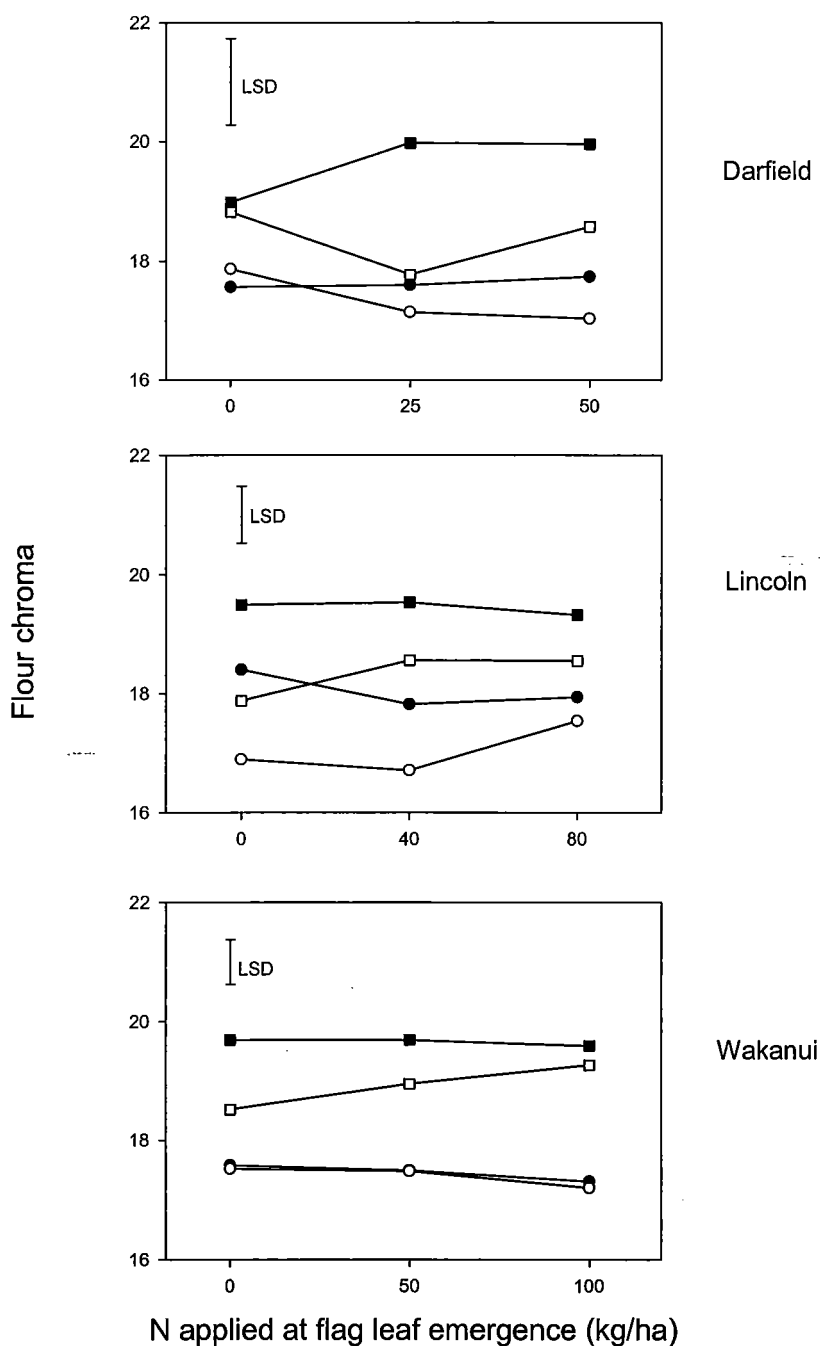 22
LSD
20
Darfield
18
16
0 25 50
22
LSD
20
Lincoln
Flour chroma
18
16
0 40 80
22
LSD
20
Wakanui
18
16
0 50 100
N applied at flag leaf emergence (kg/ha)